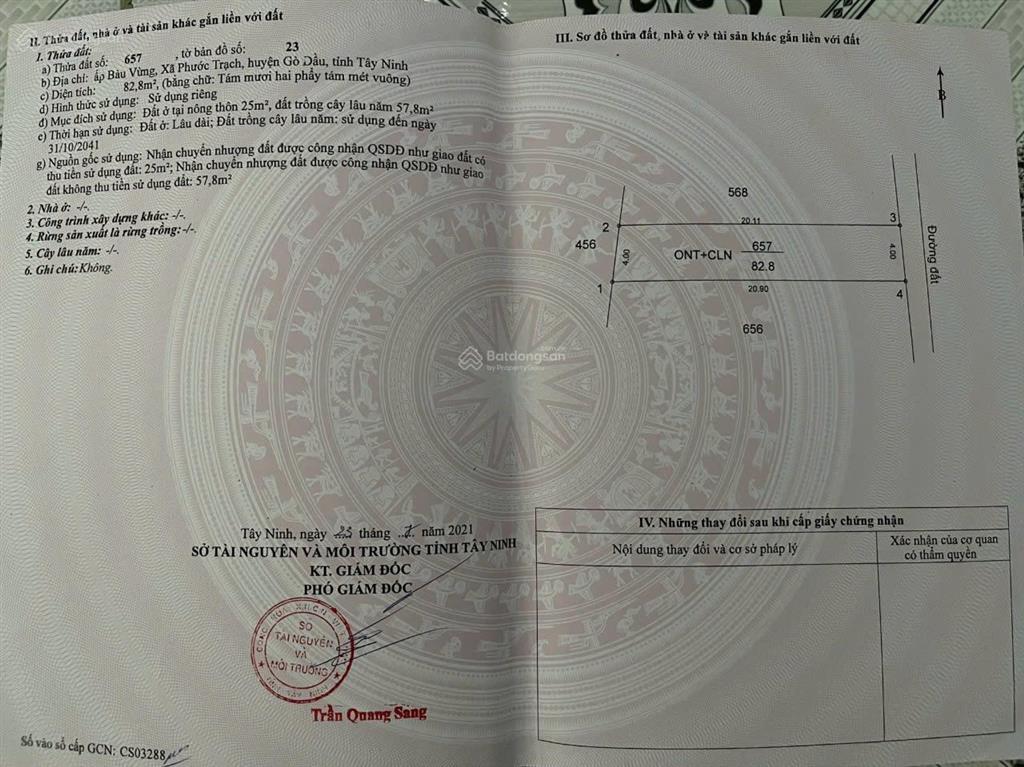 II. Thửa đất, nhà ở và tài sản khác gắn liền với đất
1. Thửa đất:
a) Thửa đất số: 657 , tờ bản đồ số: 23
b) Địa chỉ: ấp Bàu Vừng, Xã Phước Trạch, huyện Gò Dầu, tỉnh Tây Ninh
c) Diện tích: 82,8m², (bằng chữ: Tám mươi hai phẩy tám mét vuông)
d) Hình thức sử dụng: Sử dụng riêng
đ) Mục đích sử dụng: Đất ở tại nông thôn 25m², đất trồng cây lâu năm 57,8m²
e) Thời hạn sử dụng: Đất ở: Lâu dài; Đất trồng cây lâu năm: sử dụng đến ngày
31/10/2041
g) Nguồn gốc sử dụng: Nhận chuyển nhượng đất được công nhận QSDĐ như giao đất có
thu tiền sử dụng đất: 25m²; Nhận chuyển nhượng đất được công nhận QSDĐ như giao
đất không thu tiền sử dụng đất: 57,8m²
2. Nhà ở: -/-.
3. Công trình xây dựng khác: -/-.
4. Rừng sản xuất là rừng trồng: -/-.
5. Cây lâu năm: -/-.
6. Ghi chú: Không.
Tây Ninh, ngày 23 tháng năm 2021
SỞ TÀI NGUYÊN VÀ MÔI TRƯỜNG TỈNH TÂY NINH
KT. GIÁM ĐỐC
PHÓ GIÁM ĐỐC
SỞ
TÀI NGUYÊN
VÀ
MÔI TRƯỜNG
Trần Quang Sang
Số vào sổ cấp GCN: CS03288
III. Sơ đồ thửa đất, nhà ở và tài sản khác gắn liền với đất
B
568
2
20.11
3
456
4.00
ONT+CLN
657
82.8
4.00
Đường đất
1
20.90
4
656
Batdongsan
by PropertyGuru
IV. Những thay đổi sau khi cấp giấy chứng nhận
Nội dung thay đổi và cơ sở pháp lý
Xác nhận của cơ quan
có thẩm quyền